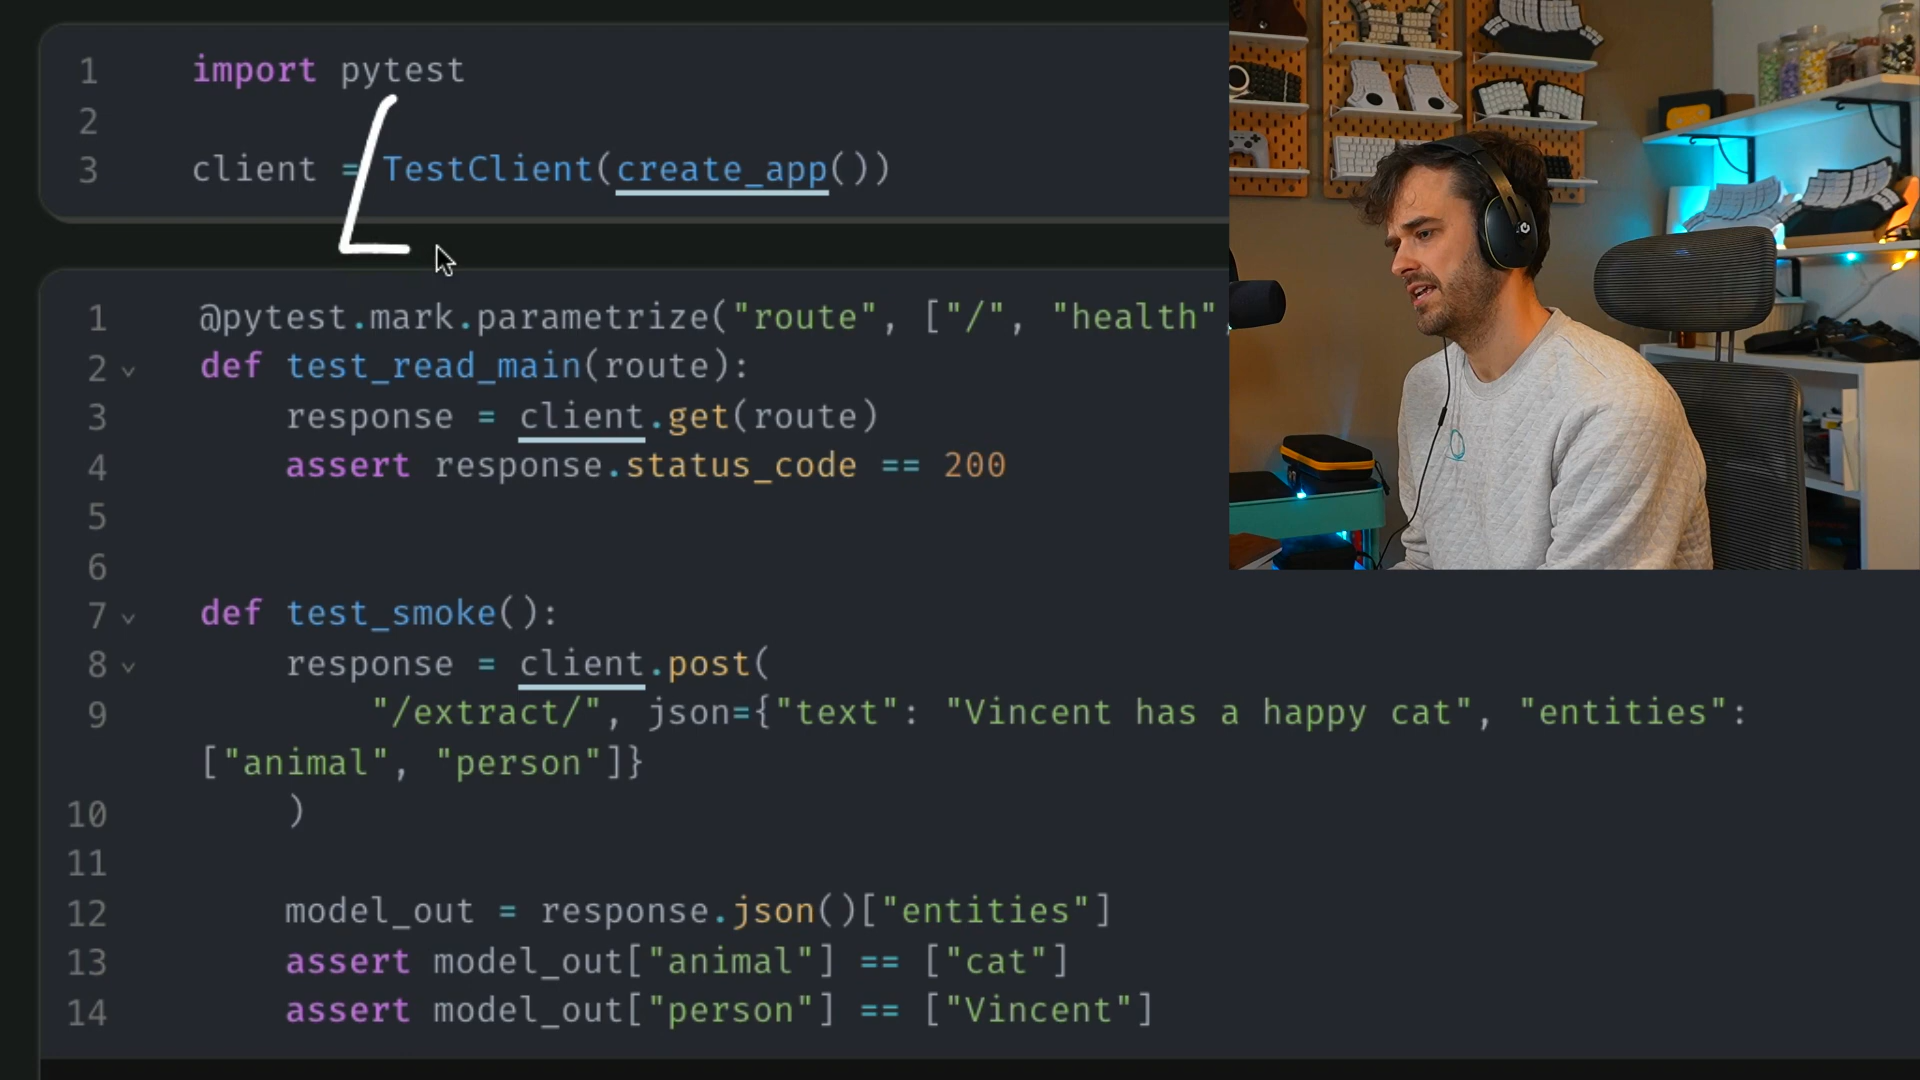 1 import pytest
2
3 client = TestClient(create_app())
1 @pytest.mark.parametrize("route", ["/", "health"
2 def test_read_main(route):
3 response = client.get(route)
4 assert response.status_code == 200
5
6
7 def test_smoke():
8 response = client.post(
9 "/extract/", json={"text": "Vincent has a happy cat", "entities":
["animal", "person"]}
10 )
11
12 model_out = response.json()["entities"]
13 assert model_out["animal"] == ["cat"]
14 assert model_out["person"] == ["Vincent"]